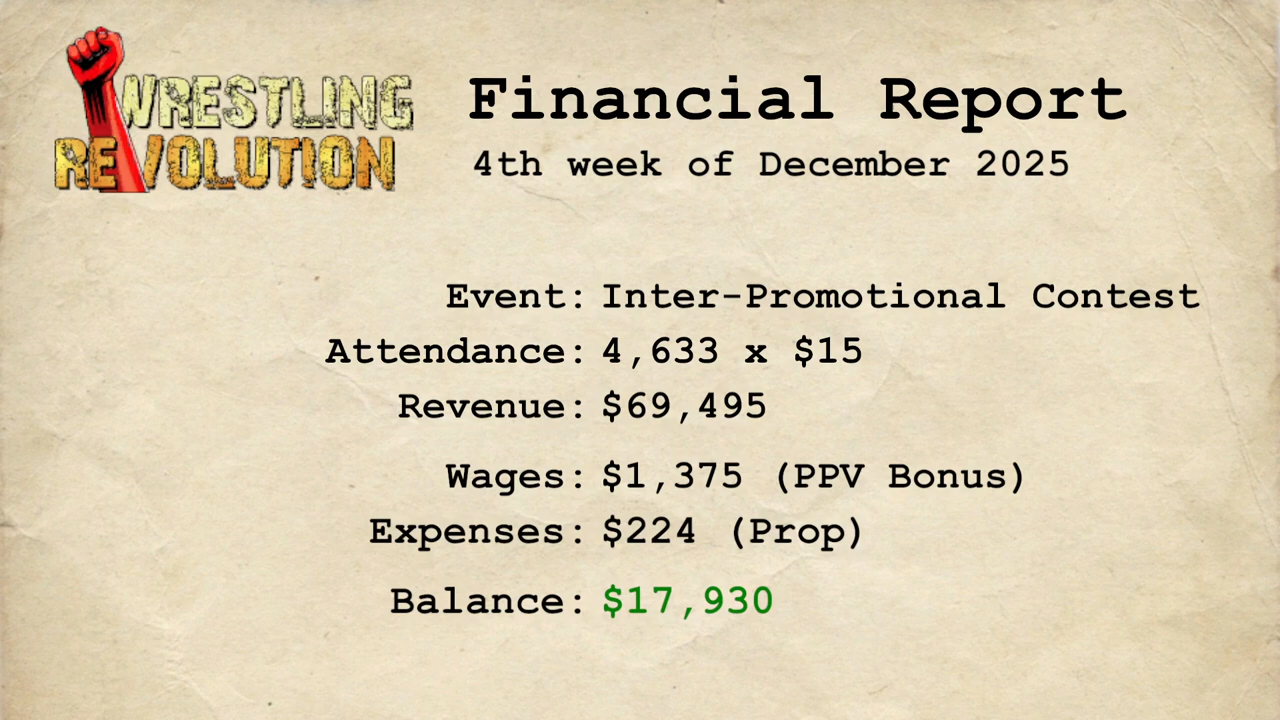 WRESTLING
REVOLUTION
Financial Report
4th week of December 2025
Event: Inter-Promotional Contest
Attendance: 4,633 x $15
Revenue: $69,495
Wages: $1,375 (PPV Bonus)
Expenses: $224 (Prop)
Balance: $17,930